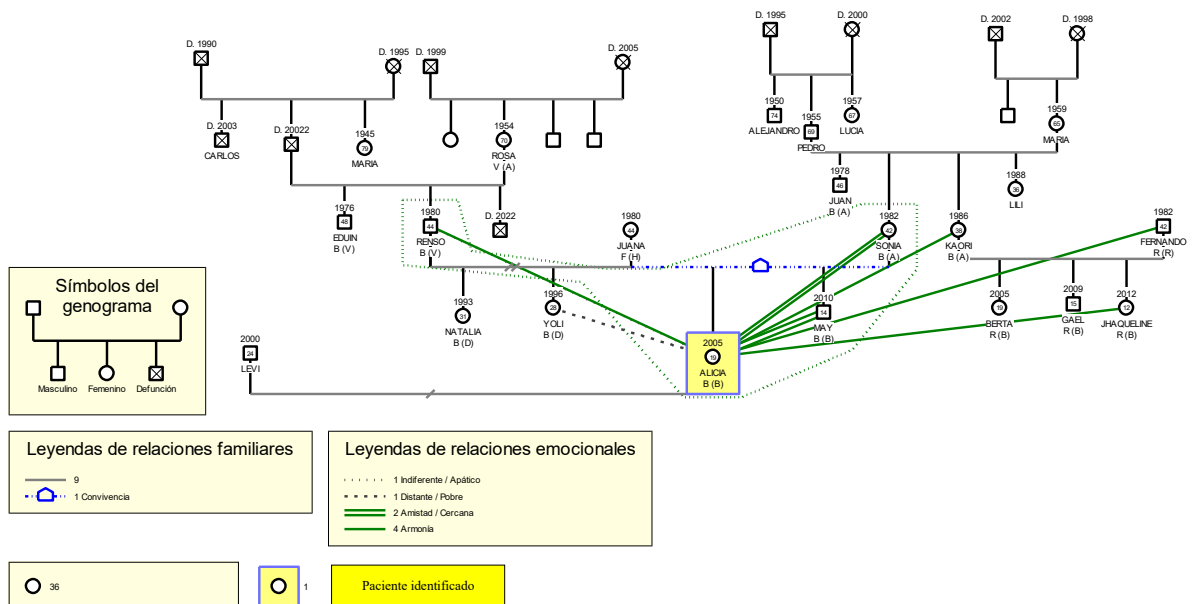 D. 1995
D. 2000
D. 2002
D. 1998
D. 1990
D. 1995
D. 1999
D. 2005
1950
74
ALEJANDRO
1955
69
PEDRO
1957
67
LUCIA
1959
65
MARIA
D. 2003
CARLOS
D. 20022
1945
79
MARIA
1954
70
ROSA
V (A)
1978
46
JUAN
B (A)
1988
36
LILI
1976
48
EDUIN
B (V)
1980
44
RENSO
B (V)
D. 2022
1980
44
JUANA
F (H)
1982
42
SONIA
B (A)
1986
38
KAORI
B (A)
1982
42
FERNANDO
R (R)
1993
31
NATALIA
B (D)
1996
28
YOLI
B (D)
2010
14
MAY
B (B)
2005
19
BERTA
R (B)
2009
15
GAEL
R (B)
2012
12
JHAQUELINE
R (B)
2000
24
LEVI
2005
19
ALICIA
B (B)
Símbolos del
genograma
Masculino
Femenino
Defunción
Leyendas de relaciones familiares
9
1 Convivencia
Leyendas de relaciones emocionales
1 Indiferente / Apático
1 Distante / Pobre
2 Amistad / Cercana
4 Armonía
36
1
Paciente identificado